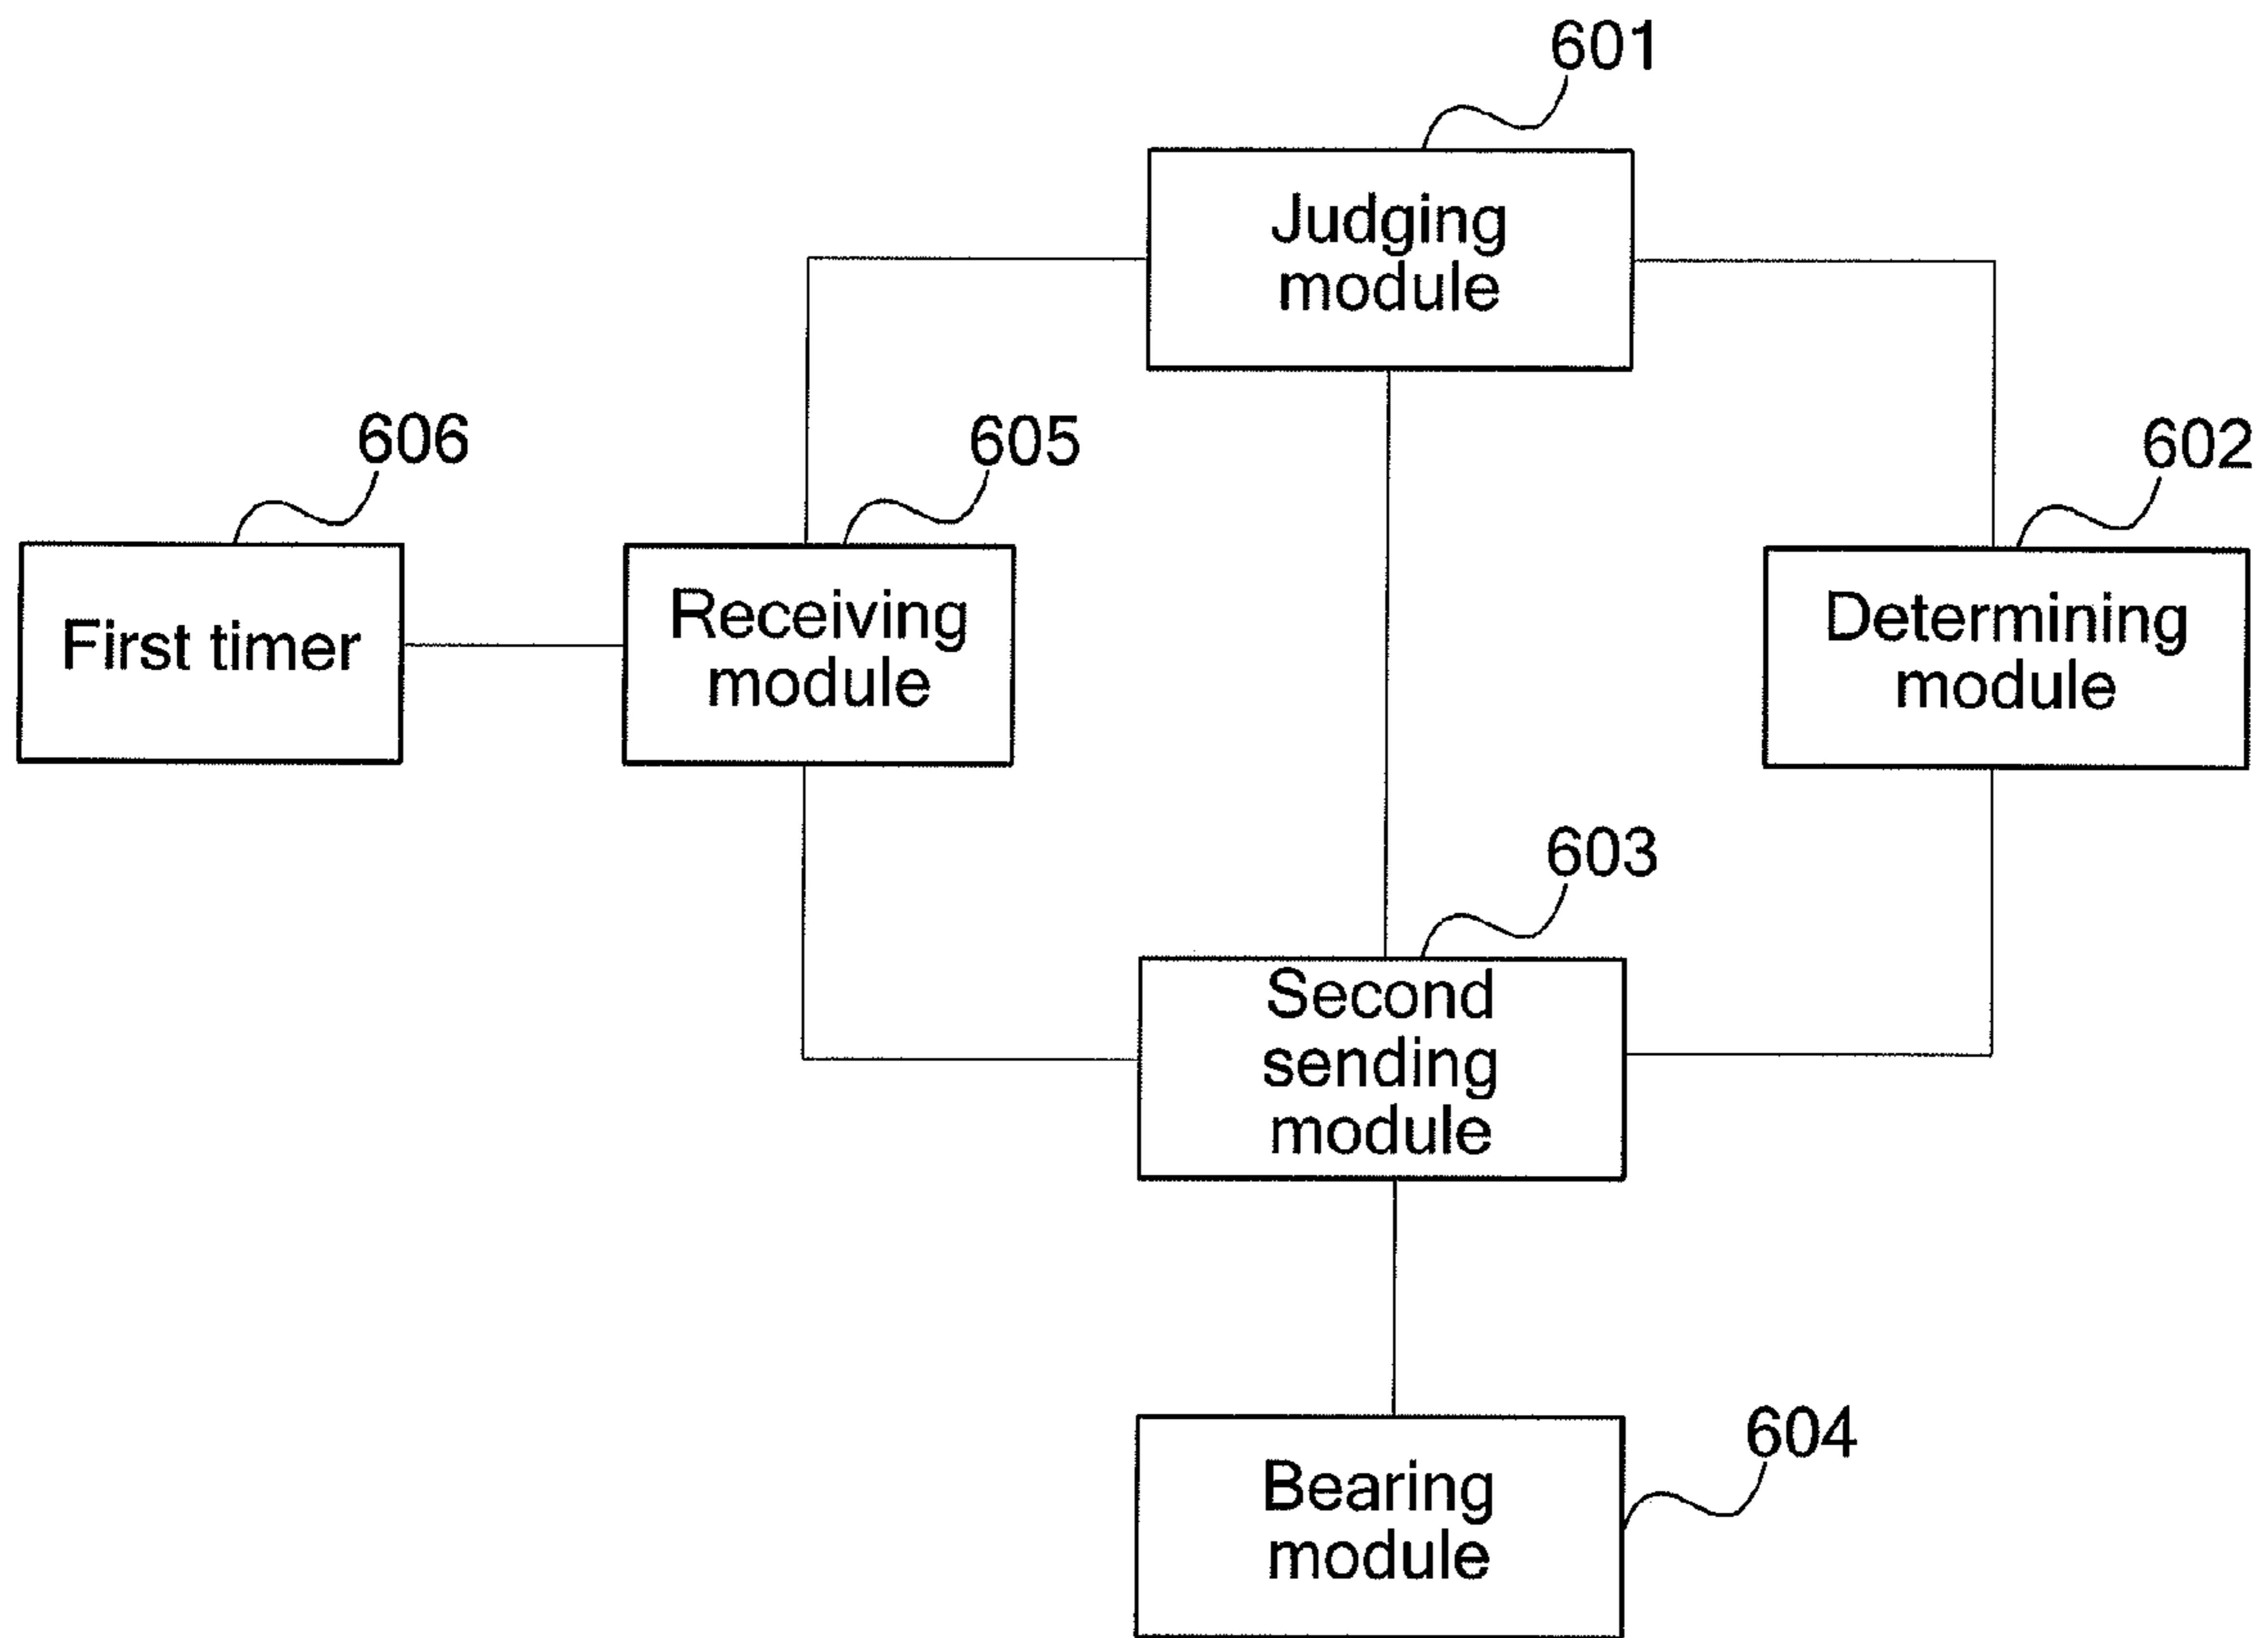 601
Judging
module
606
605
602
First timer
Receiving
module
Determining
module
603
Second
sending
module
604
Bearing
module